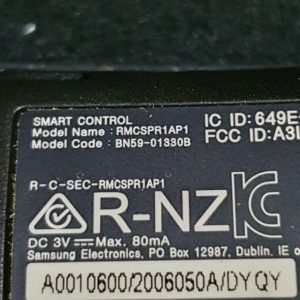 SMART CONTROL
IC ID:649E-
Model Name : RMCSPR1AP1
FCC ID:A3L
Model Code : BN59-01330B
R-C-SEC-RMCSPR1AP1
R-NZ
DC 3V⎓Max. 80mA
Samsung Electronics, PO Box 12987, Dublin. IE o
A0010600/2006050A/DYQY